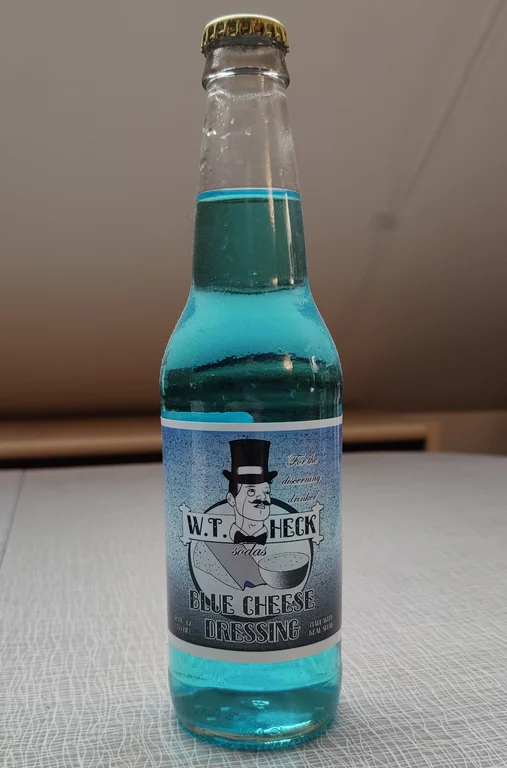 "For the
discerning
drinker"
W.T. HECK
sodas
BLUE CHEESE
DRESSING
MADE WITH
REAL SUGAR